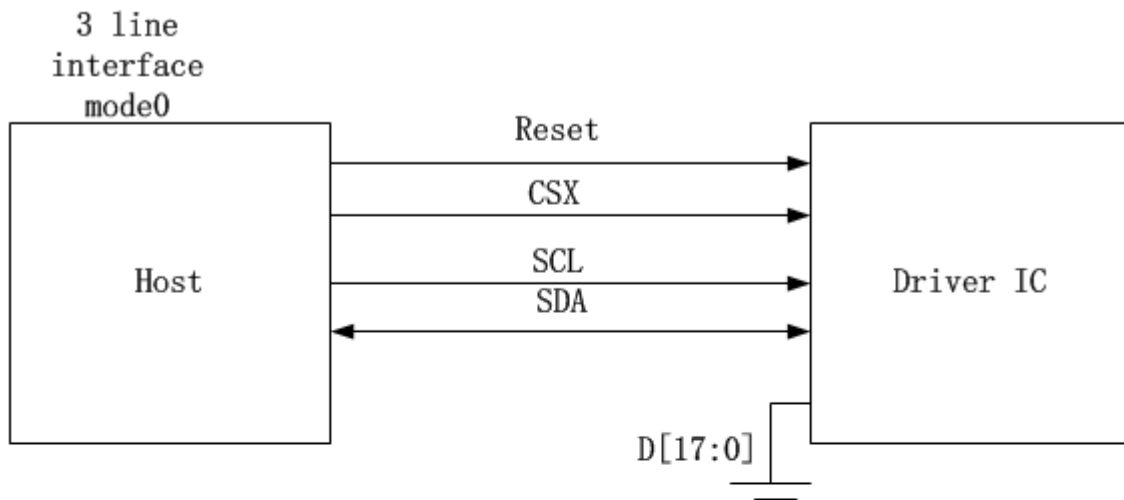 3 line
interface
mode0
Reset
CSX
SCL
SDA
Host
Driver IC
D[17:0]